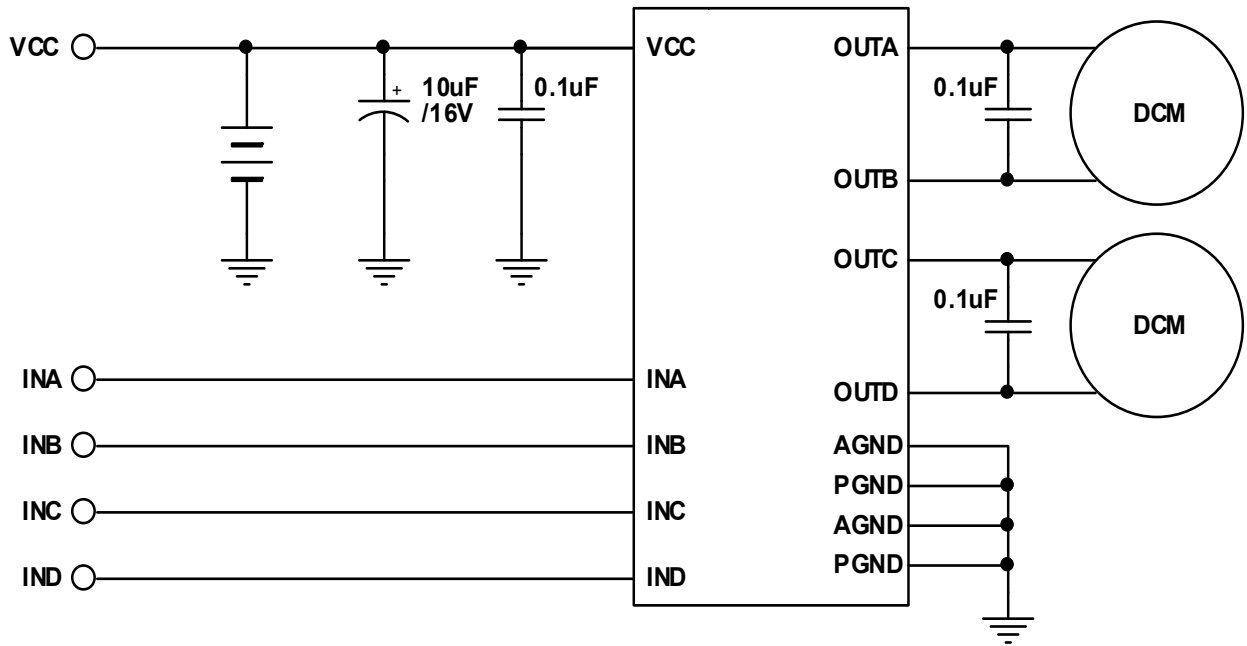 VCC
+
10uF
/16V
0.1uF
VCC
OUTA
0.1uF
DCM
OUTB
OUTC
0.1uF
DCM
INA
INA
OUTD
INB
INB
AGND
PGND
INC
INC
AGND
PGND
IND
IND